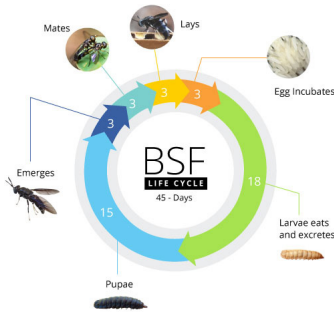 Mates
Lays
Egg Incubates
3
3
3
3
Emerges
BSF
LIFE CYCLE
45 - Days
18
15
Larvae eats
and excretes
Pupae